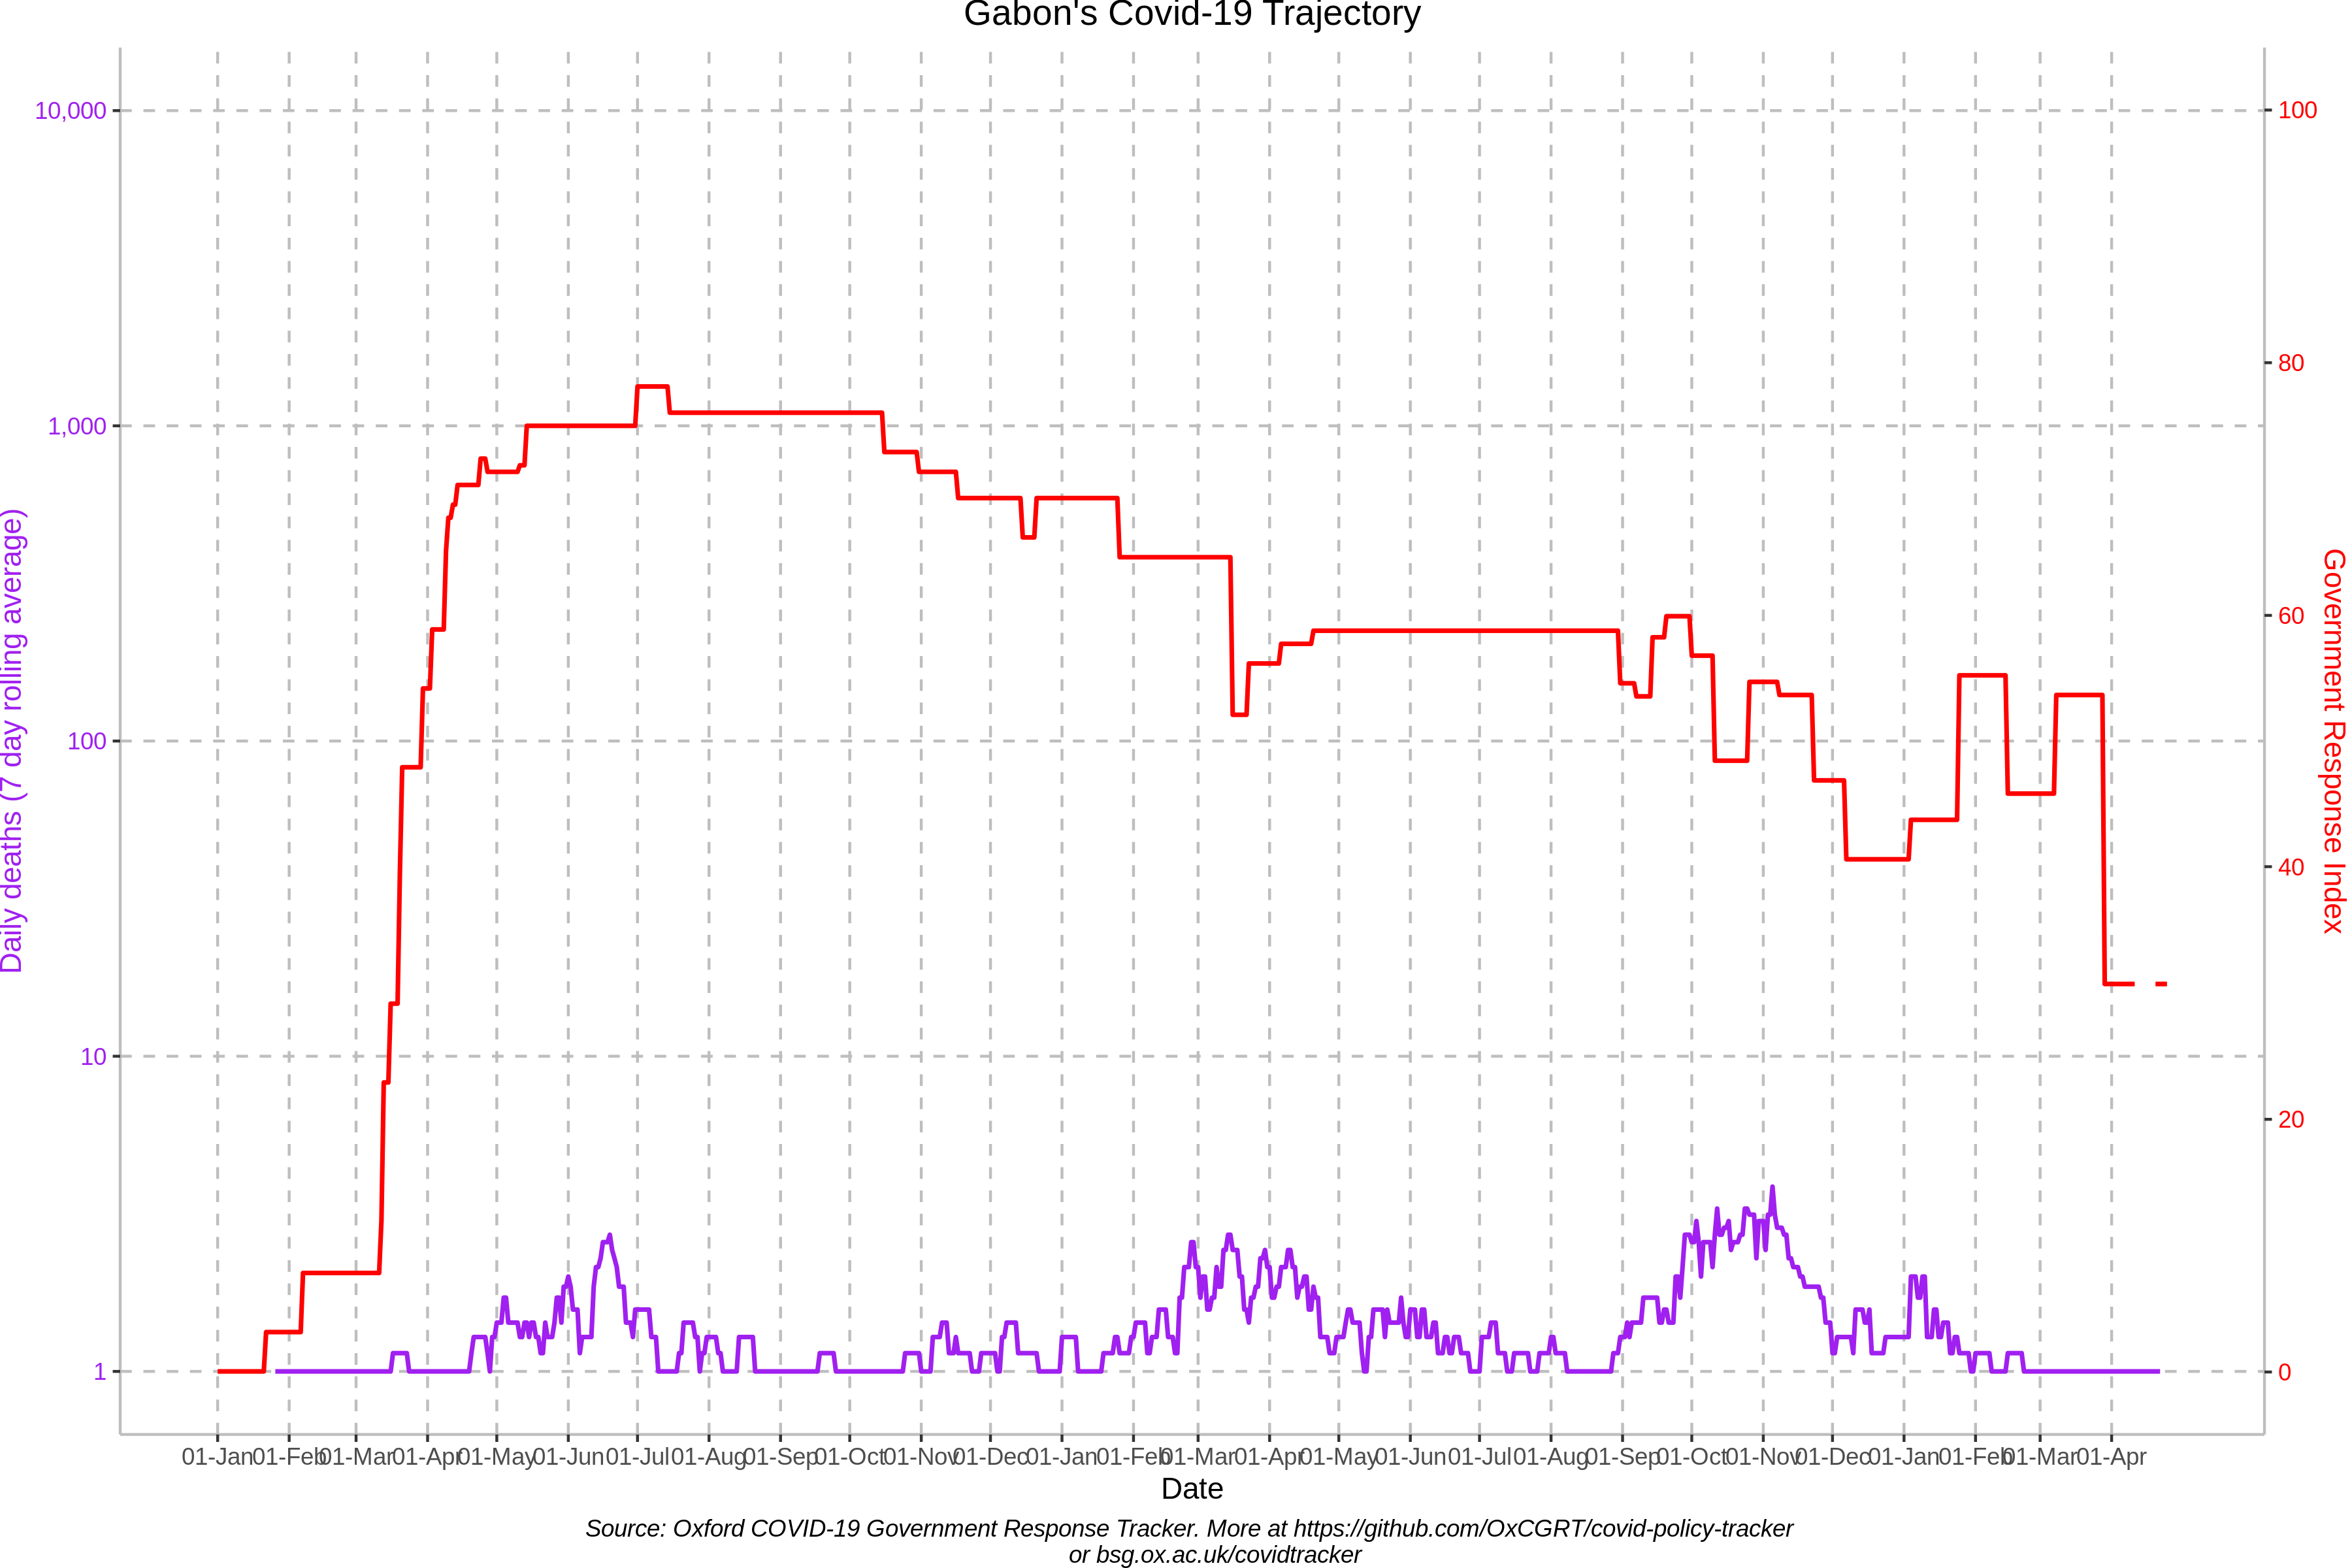 Gabon's Covid-19 Trajectory
10,000
1,000
100
10
1
Daily deaths (7 day rolling average)
100
80
60
40
20
0
Government Response Index
01-Jan 01-Feb 01-Mar 01-Apr 01-May 01-Jun 01-Jul 01-Aug 01-Sep 01-Oct 01-Nov 01-Dec 01-Jan 01-Feb 01-Mar 01-Apr 01-May 01-Jun 01-Jul 01-Aug 01-Sep 01-Oct 01-Nov 01-Dec 01-Jan 01-Feb 01-Mar 01-Apr
Date
Source: Oxford COVID-19 Government Response Tracker. More at https://github.com/OxCGRT/covid-policy-tracker
or bsg.ox.ac.uk/covidtracker